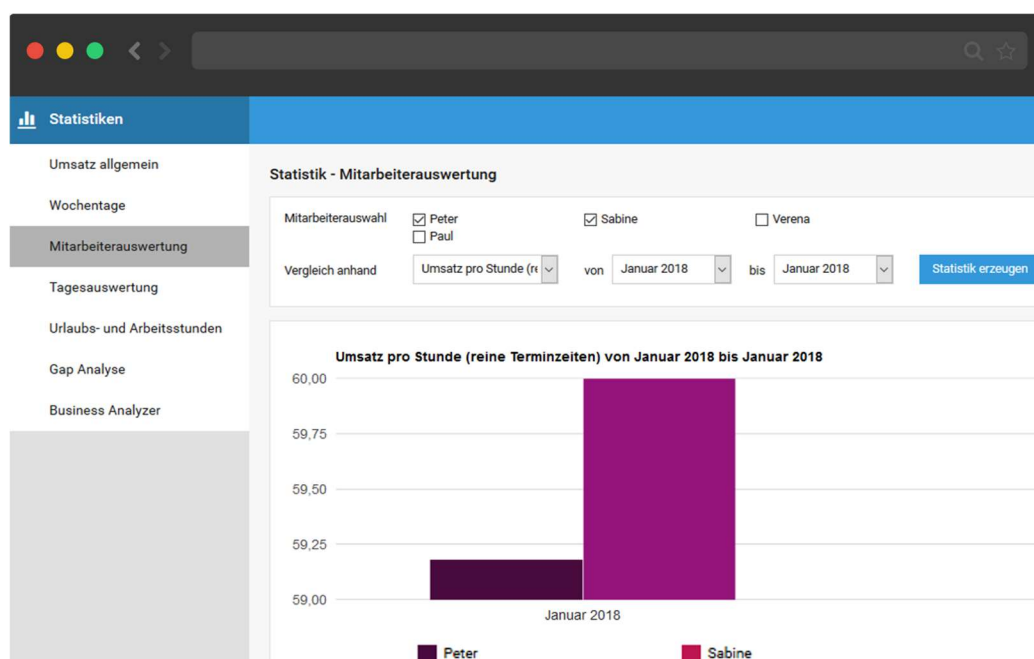 Statistiken
Umsatz allgemein
Wochentage
Mitarbeiterauswertung
Tagesauswertung
Urlaubs- und Arbeitsstunden
Gap Analyse
Business Analyzer
Statistik - Mitarbeiterauswertung
Mitarbeiterauswahl Peter Sabine Verena
Paul
Vergleich anhand Umsatz pro Stunde (re von Januar 2018 bis Januar 2018 Statistik erzeugen
Umsatz pro Stunde (reine Terminzeiten) von Januar 2018 bis Januar 2018
60,00
59,75
59,50
59,25
59,00
Januar 2018
Peter Sabine